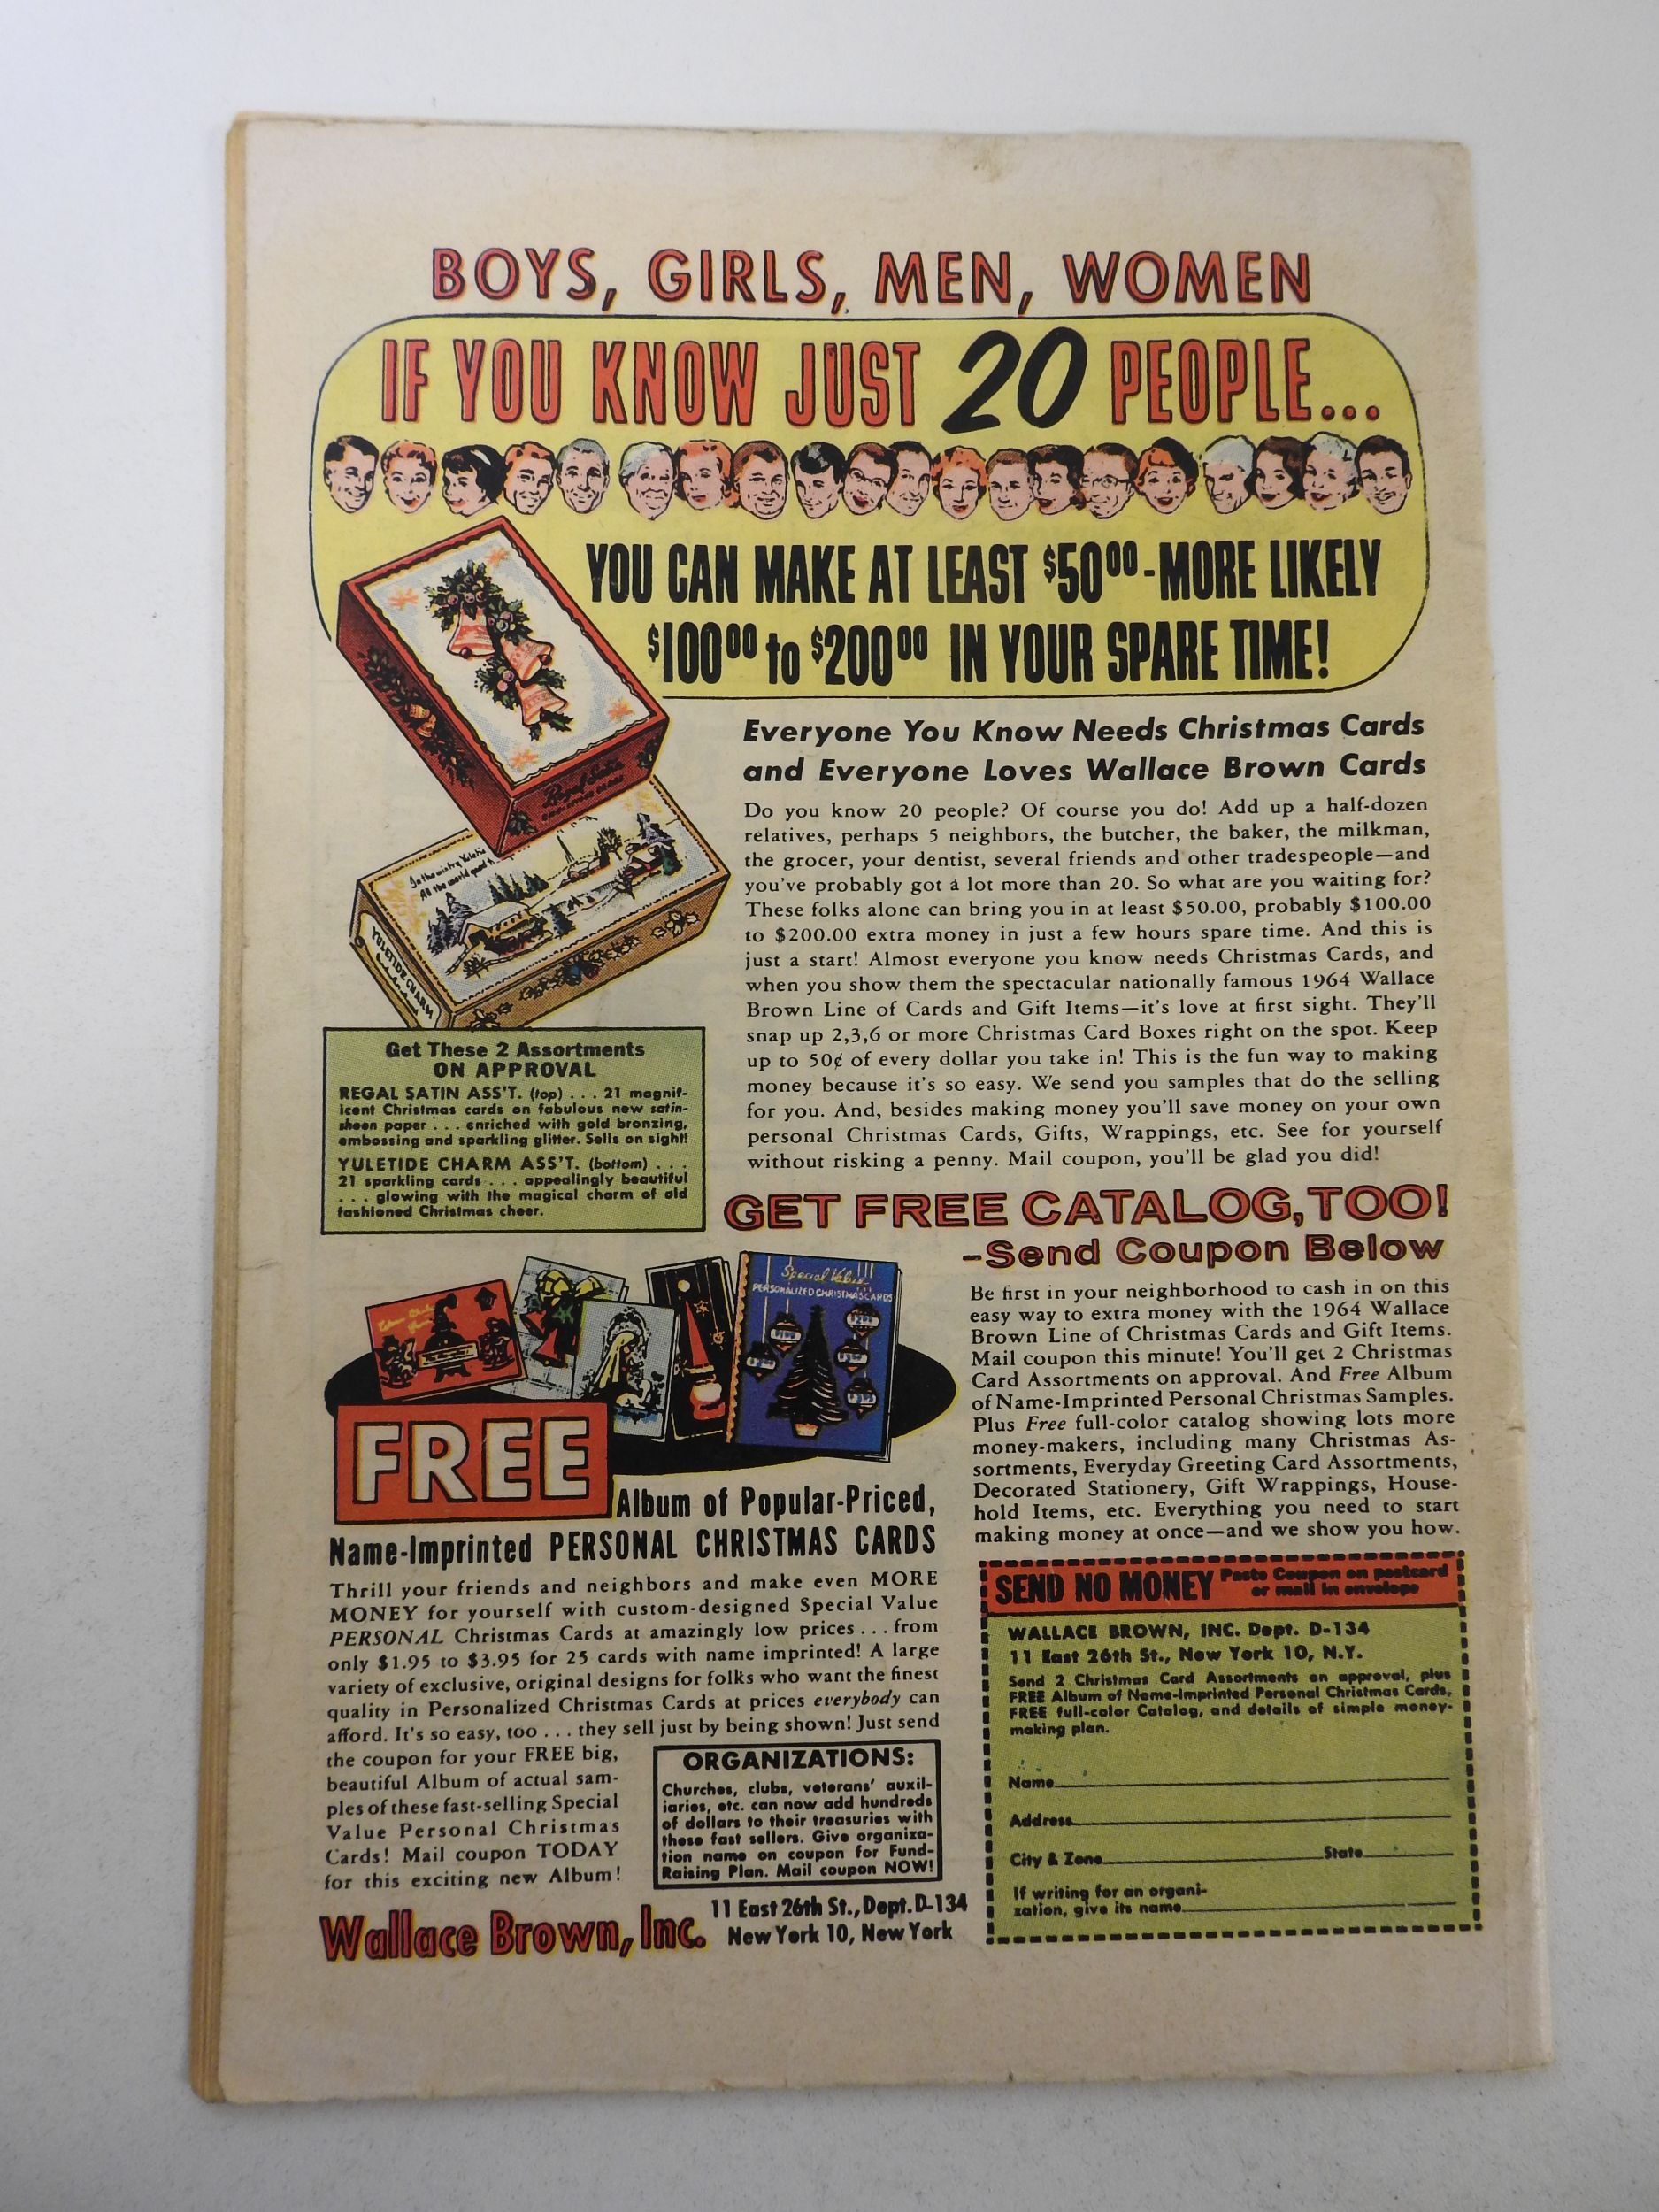 BOYS, GIRLS, MEN, WOMEN
IF YOU KNOW JUST 20 PEOPLE...
YOU CAN MAKE AT LEAST $50⁰⁰-MORE LIKELY
$100⁰⁰ to $200⁰⁰ IN YOUR SPARE TIME!
Regal Satin
CHRISTMAS CARDS
In the wintry Yuletide
All the world
YULETIDE CHARM
Everyone You Know Needs Christmas Cards
and Everyone Loves Wallace Brown Cards
Do you know 20 people? Of course you do! Add up a half-dozen
relatives, perhaps 5 neighbors, the butcher, the baker, the milkman,
the grocer, your dentist, several friends and other tradespeople—and
you've probably got a lot more than 20. So what are you waiting for?
These folks alone can bring you in at least $50.00, probably $100.00
to $200.00 extra money in just a few hours spare time. And this is
just a start! Almost everyone you know needs Christmas Cards, and
when you show them the spectacular nationally famous 1964 Wallace
Brown Line of Cards and Gift Items—it's love at first sight. They'll
snap up 2,3,6 or more Christmas Card Boxes right on the spot. Keep
up to 50¢ of every dollar you take in! This is the fun way to making
money because it's so easy. We send you samples that do the selling
for you. And, besides making money you'll save money on your own
personal Christmas Cards, Gifts, Wrappings, etc. See for yourself
without risking a penny. Mail coupon, you'll be glad you did!
Get These 2 Assortments
ON APPROVAL
REGAL SATIN ASS'T. (top) . . . 21 magnif-
icent Christmas cards on fabulous new satin-
sheen paper . . . enriched with gold bronzing,
embossing and sparkling glitter. Sells on sight!
YULETIDE CHARM ASS'T. (bottom) . . .
21 sparkling cards . . . appealingly beautiful
. . . glowing with the magical charm of old
fashioned Christmas cheer.
GET FREE CATALOG, TOO!
-Send Coupon Below
Be first in your neighborhood to cash in on this
easy way to extra money with the 1964 Wallace
Brown Line of Christmas Cards and Gift Items.
Mail coupon this minute! You'll get 2 Christmas
Card Assortments on approval. And Free Album
of Name-Imprinted Personal Christmas Samples.
Plus Free full-color catalog showing lots more
money-makers, including many Christmas As-
sortments, Everyday Greeting Card Assortments,
Decorated Stationery, Gift Wrappings, House-
hold Items, etc. Everything you need to start
making money at once—and we show you how.
Special Value
PERSONALIZED CHRISTMAS CARDS
FREE
Album of Popular-Priced,
Name-Imprinted PERSONAL CHRISTMAS CARDS
Thrill your friends and neighbors and make even MORE
MONEY for yourself with custom-designed Special Value
PERSONAL Christmas Cards at amazingly low prices . . . from
only $1.95 to $3.95 for 25 cards with name imprinted! A large
variety of exclusive, original designs for folks who want the finest
quality in Personalized Christmas Cards at prices everybody can
afford. It's so easy, too . . . they sell just by being shown! Just send
the coupon for your FREE big,
beautiful Album of actual sam-
ples of these fast-selling Special
Value Personal Christmas
Cards! Mail coupon TODAY
for this exciting new Album!
ORGANIZATIONS:
Churches, clubs, veterans' auxil-
iaries, etc. can now add hundreds
of dollars to their treasuries with
these fast sellers. Give organiza-
tion name on coupon for Fund-
Raising Plan. Mail coupon NOW!
Wallace Brown, Inc.
11 East 26th St., Dept. D-134
New York 10, New York
SEND NO MONEY Paste Coupon on postcard
or mail in envelope
WALLACE BROWN, INC. Dept. D-134
11 East 26th St., New York 10, N.Y.
Send 2 Christmas Card Assortments on approval, plus
FREE Album of Name-Imprinted Personal Christmas Cards,
FREE full-color Catalog, and details of simple money-
making plan.
Name
Address
City & Zone State
If writing for an organi-
zation, give its name